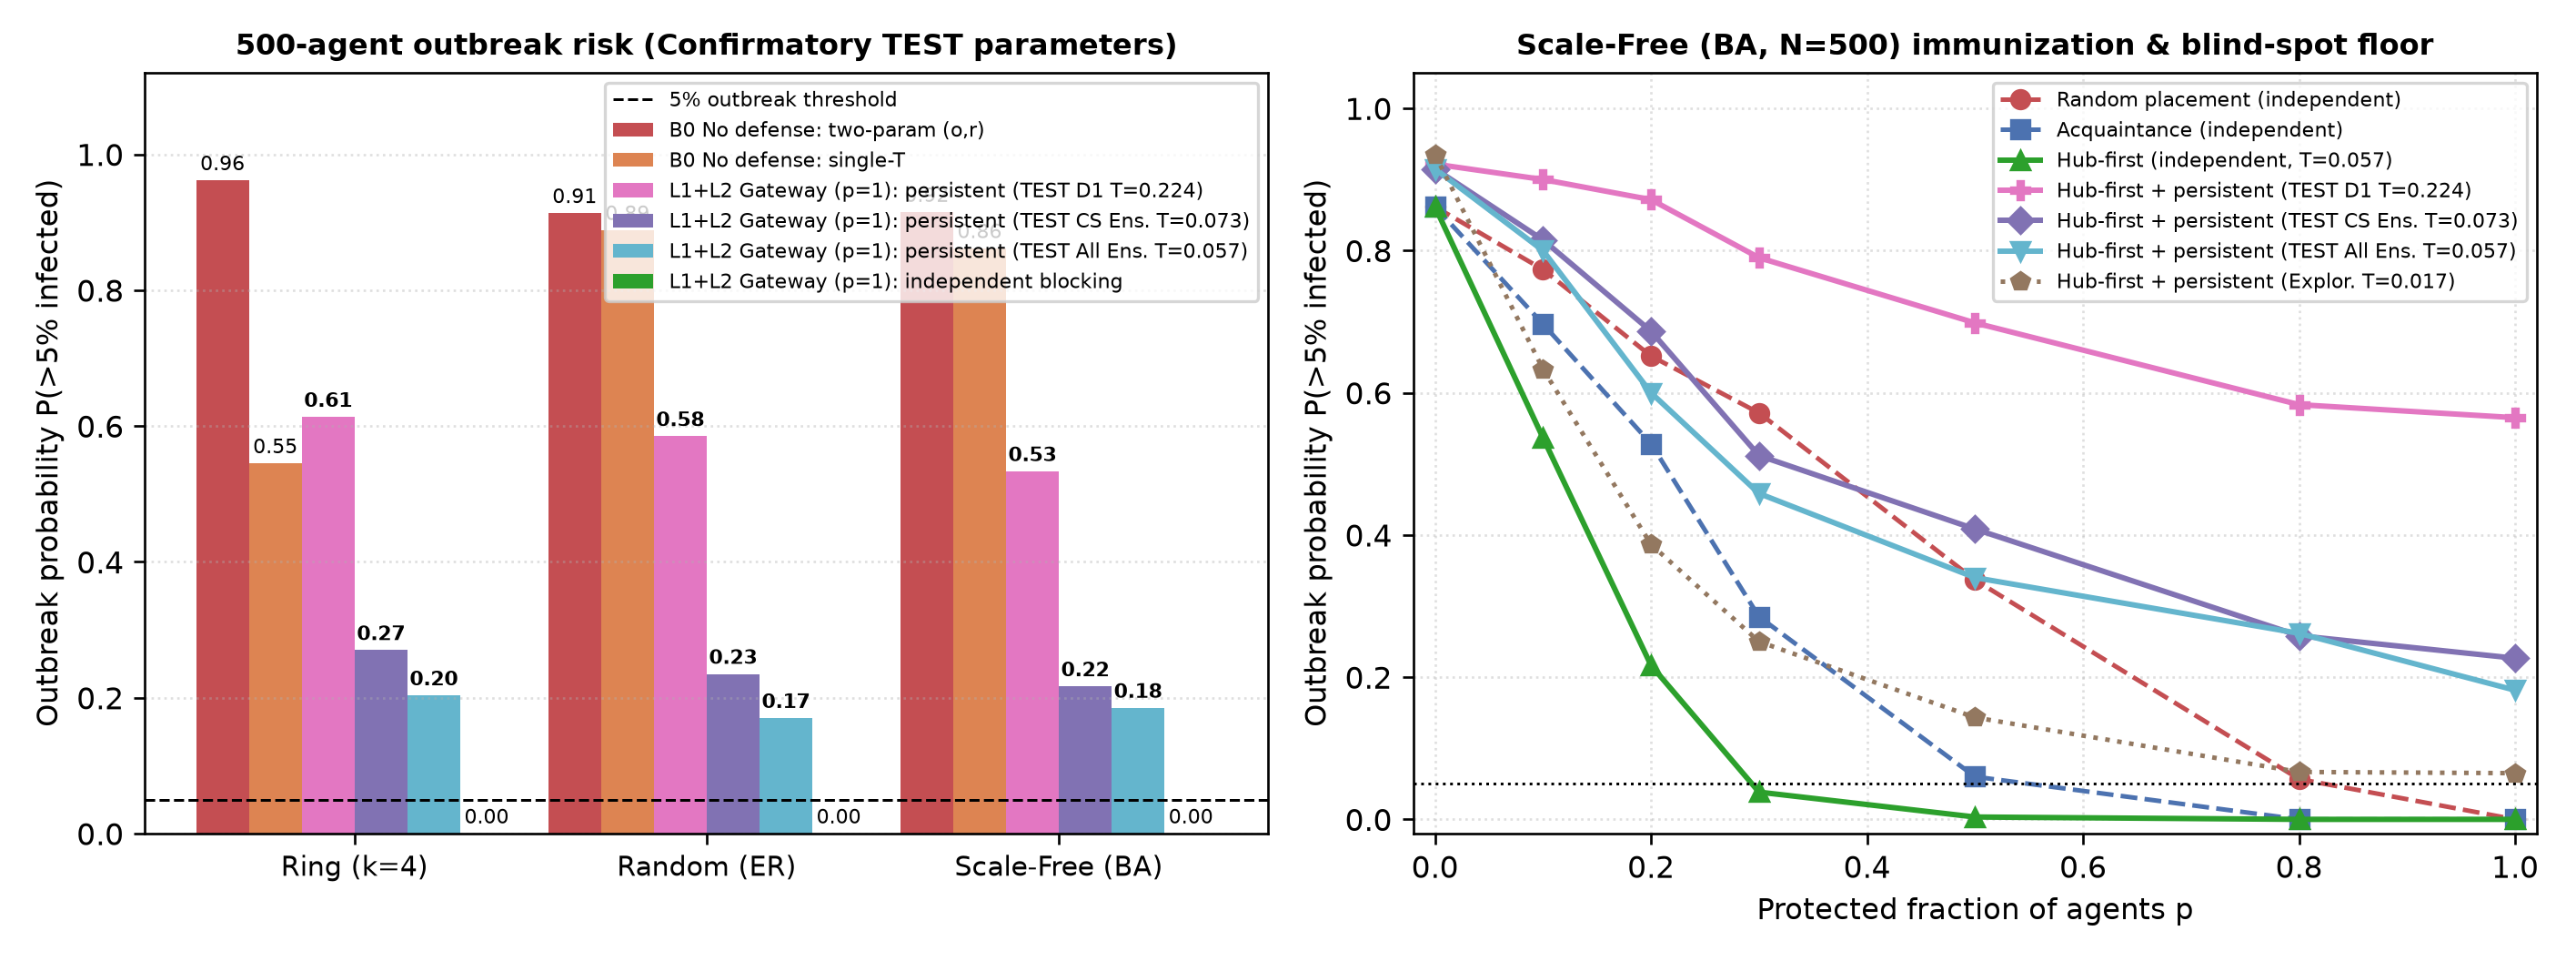 500-agent outbreak risk (Confirmatory TEST parameters)
Outbreak probability P(>5% infected)
1.0
0.8
0.6
0.4
0.2
0.0
5% outbreak threshold
B0 No defense: two-param (o,r)
B0 No defense: single-T
L1+L2 Gateway (p=1): persistent (TEST D1 T=0.224)
L1+L2 Gateway (p=1): persistent (TEST CS Ens. T=0.073)
L1+L2 Gateway (p=1): persistent (TEST All Ens. T=0.057)
L1+L2 Gateway (p=1): independent blocking
0.96
0.55
0.61
0.27
0.20
0.00
0.91
0.89
0.58
0.23
0.17
0.00
0.92
0.86
0.53
0.22
0.18
0.00
Ring (k=4)
Random (ER)
Scale-Free (BA)
Scale-Free (BA, N=500) immunization & blind-spot floor
Outbreak probability P(>5% infected)
1.0
0.8
0.6
0.4
0.2
0.0
Random placement (independent)
Acquaintance (independent)
Hub-first (independent, T=0.057)
Hub-first + persistent (TEST D1 T=0.224)
Hub-first + persistent (TEST CS Ens. T=0.073)
Hub-first + persistent (TEST All Ens. T=0.057)
Hub-first + persistent (Explor. T=0.017)
0.0
0.2
0.4
0.6
0.8
1.0
Protected fraction of agents p